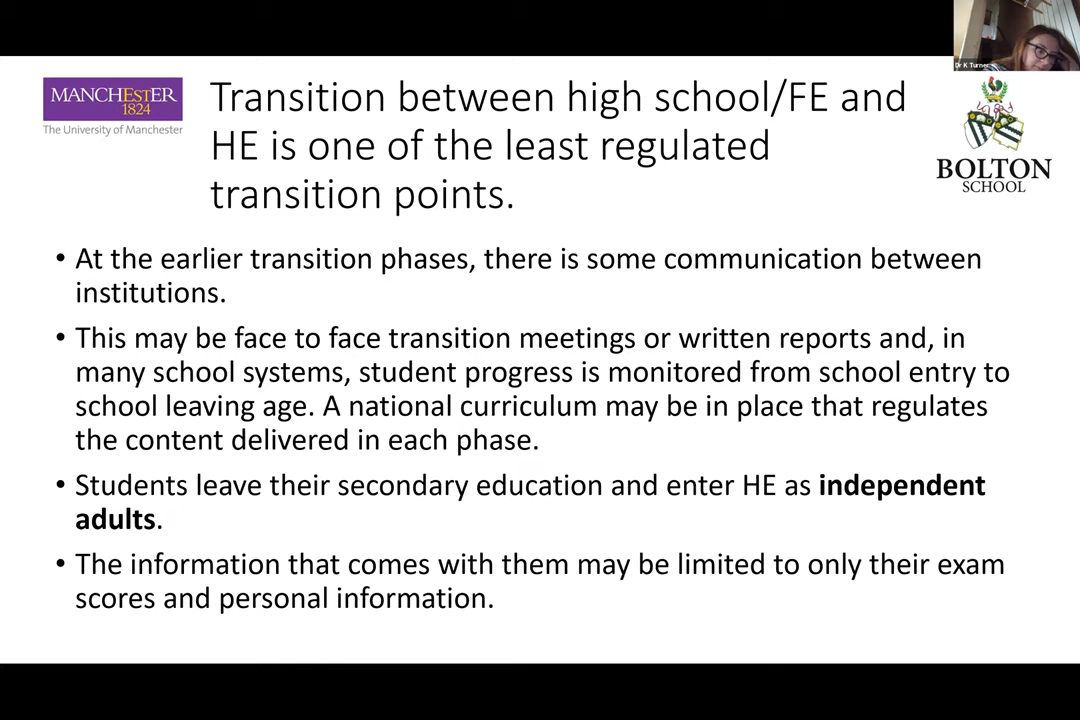 Dr K Turner
MANCHESTER
1824
The University of Manchester
Transition between high school/FE and
HE is one of the least regulated
transition points.
BOLTON
SCHOOL
• At the earlier transition phases, there is some communication between
institutions.
• This may be face to face transition meetings or written reports and, in
many school systems, student progress is monitored from school entry to
school leaving age. A national curriculum may be in place that regulates
the content delivered in each phase.
• Students leave their secondary education and enter HE as independent
adults.
• The information that comes with them may be limited to only their exam
scores and personal information.